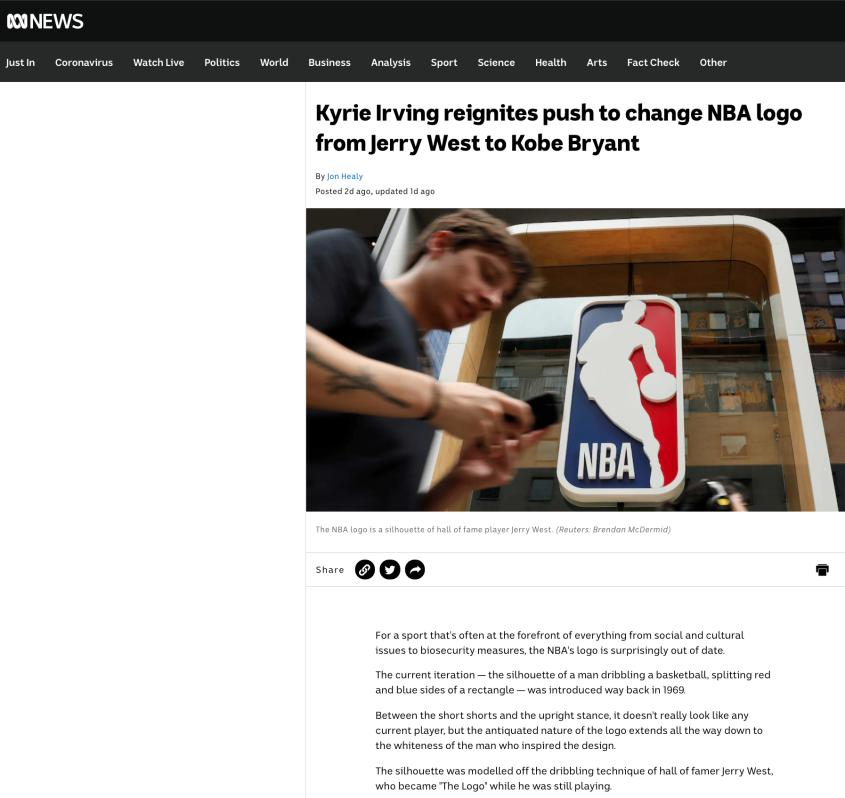 NEWS
Just In Coronavirus Watch Live Politics World Business Analysis Sport Science Health Arts Fact Check Other
Kyrie Irving reignites push to change NBA logo
from Jerry West to Kobe Bryant
By Jon Healy
Posted 2d ago, updated 1d ago
NBA
The NBA logo is a silhouette of hall of fame player Jerry West. (Reuters: Brendan McDermid)
Share
For a sport that's often at the forefront of everything from social and cultural
issues to biosecurity measures, the NBA's logo is surprisingly out of date.
The current iteration — the silhouette of a man dribbling a basketball, splitting red
and blue sides of a rectangle — was introduced way back in 1969.
Between the short shorts and the upright stance, it doesn't really look like any
current player, but the antiquated nature of the logo extends all the way down to
the whiteness of the man who inspired the design.
The silhouette was modelled off the dribbling technique of hall of famer Jerry West,
who became "The Logo" while he was still playing.